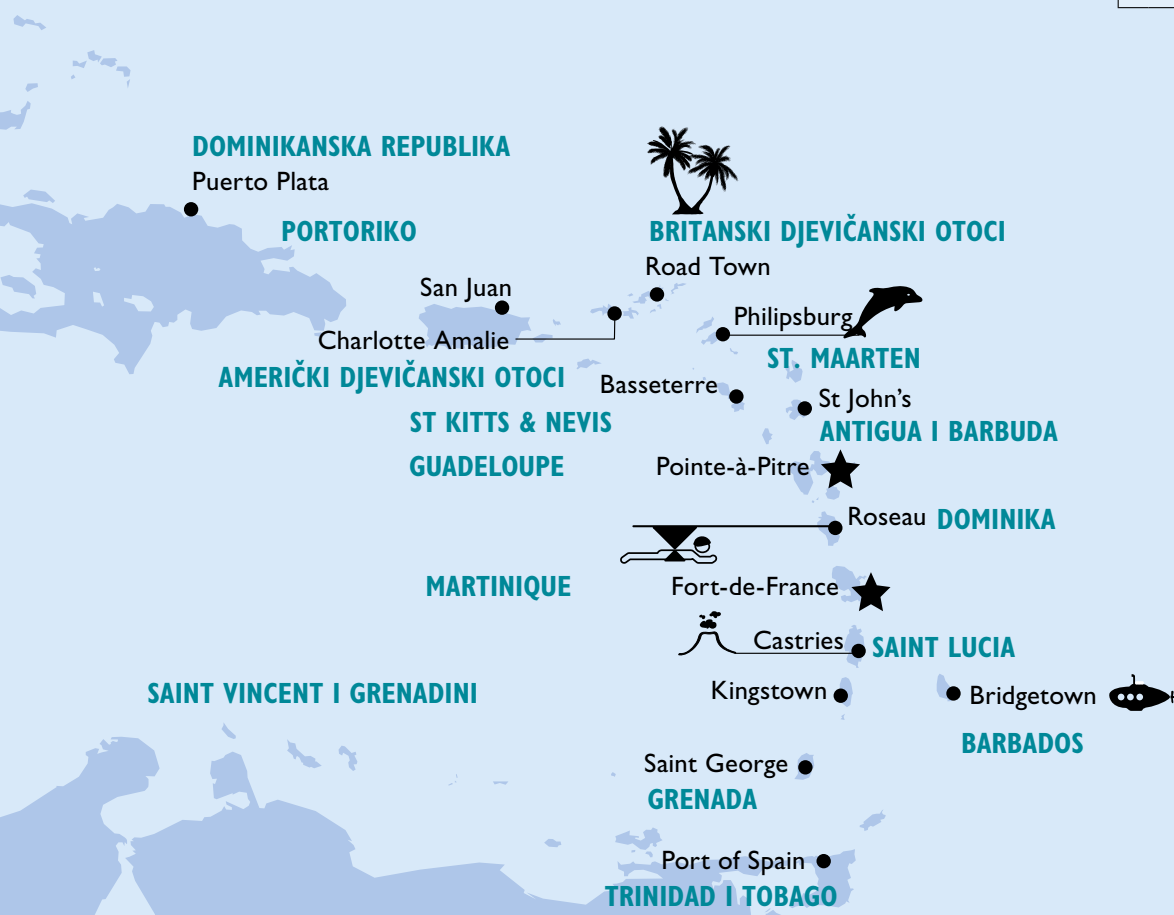 DOMINIKANSKA REPUBLIKA
Puerto Plata
PORTORIKO
BRITANSKI DJEVIČANSKI OTOCI
Road Town
San Juan
Philipsburg
Charlotte Amalie
ST. MAARTEN
AMERIČKI DJEVIČANSKI OTOCI
Basseterre
St John's
ST KITTS & NEVIS
ANTIGUA I BARBUDA
GUADELOUPE
Pointe-à-Pitre
Roseau
DOMINIKA
MARTINIQUE
Fort-de-France
Castries
SAINT LUCIA
SAINT VINCENT I GRENADINI
Kingstown
Bridgetown
BARBADOS
Saint George
GRENADA
Port of Spain
TRINIDAD I TOBAGO